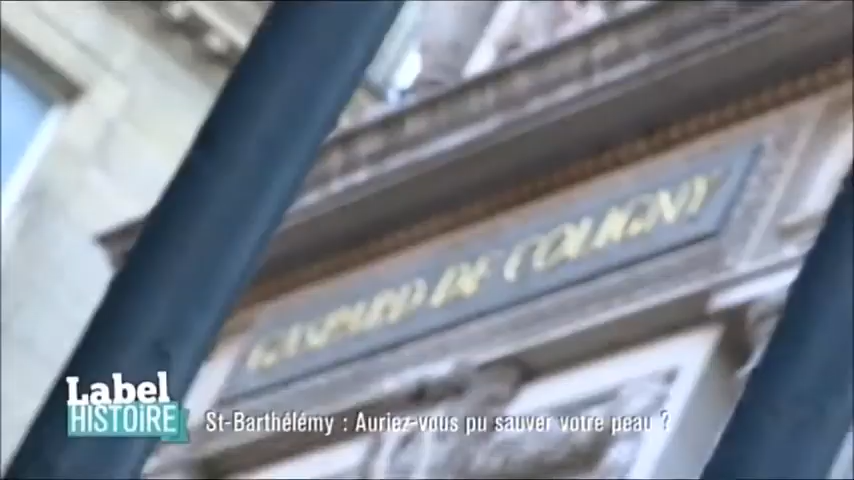 GASPARD DE COLIGNY
Label
HISTOIRE
St-Barthélémy : Auriez-vous pu sauver votre peau ?